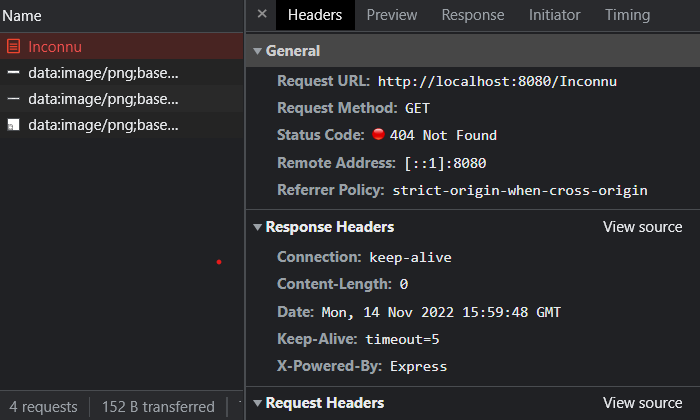 Name
Inconnu
data:image/png;base...
data:image/png;base...
data:image/png;base...
4 requests 152 B transferred
× Headers Preview Response Initiator Timing
General
Request URL: http://localhost:8080/Inconnu
Request Method: GET
Status Code: 404 Not Found
Remote Address: [::1]:8080
Referrer Policy: strict-origin-when-cross-origin
Response Headers View source
Connection: keep-alive
Content-Length: 0
Date: Mon, 14 Nov 2022 15:59:48 GMT
Keep-Alive: timeout=5
X-Powered-By: Express
Request Headers View source